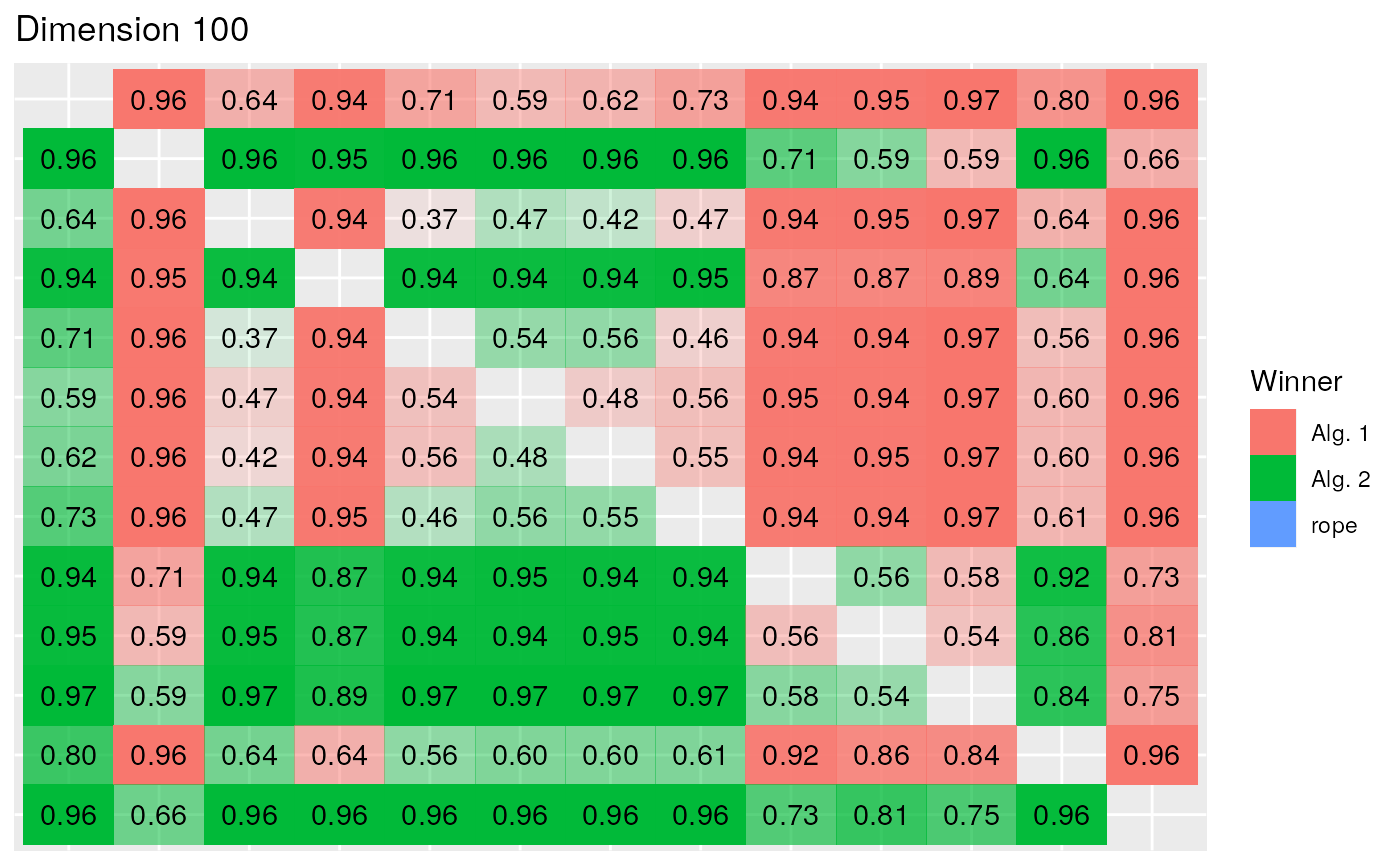 Dimension 100
0.96 0.64 0.94 0.71 0.59 0.62 0.73 0.94 0.95 0.97 0.80 0.96
0.96 0.96 0.95 0.96 0.96 0.96 0.96 0.71 0.59 0.59 0.96 0.66
0.64 0.96 0.94 0.37 0.47 0.42 0.47 0.94 0.95 0.97 0.64 0.96
0.94 0.95 0.94 0.94 0.94 0.94 0.95 0.87 0.87 0.89 0.64 0.96
0.71 0.96 0.37 0.94 0.54 0.56 0.46 0.94 0.94 0.97 0.56 0.96
0.59 0.96 0.47 0.94 0.54 0.48 0.56 0.95 0.94 0.97 0.60 0.96
0.62 0.96 0.42 0.94 0.56 0.48 0.55 0.94 0.95 0.97 0.60 0.96
0.73 0.96 0.47 0.95 0.46 0.56 0.55 0.94 0.94 0.97 0.61 0.96
0.94 0.71 0.94 0.87 0.94 0.95 0.94 0.94 0.56 0.58 0.92 0.73
0.95 0.59 0.95 0.87 0.94 0.94 0.95 0.94 0.56 0.54 0.86 0.81
0.97 0.59 0.97 0.89 0.97 0.97 0.97 0.97 0.58 0.54 0.84 0.75
0.80 0.96 0.64 0.64 0.56 0.60 0.60 0.61 0.92 0.86 0.84 0.96
0.96 0.66 0.96 0.96 0.96 0.96 0.96 0.96 0.73 0.81 0.75 0.96
Winner
Alg. 1
Alg. 2
rope